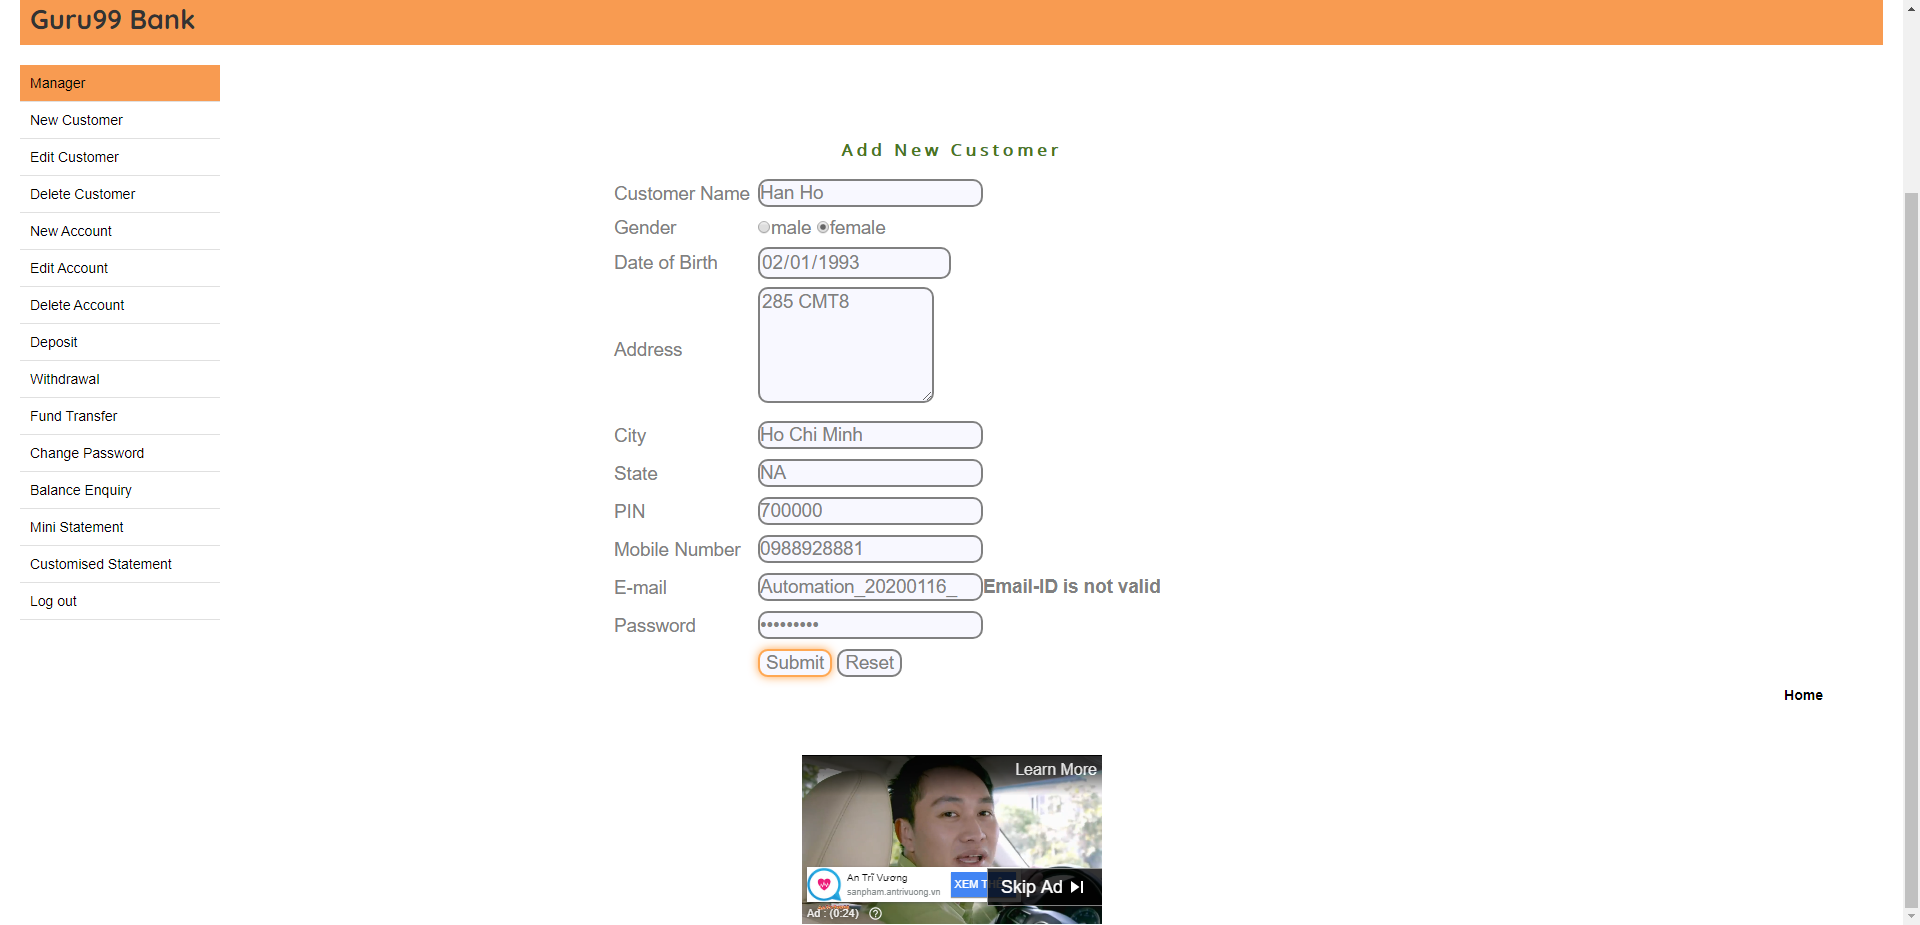 Guru99 Bank
Manager
New Customer
Edit Customer
Delete Customer
New Account
Edit Account
Delete Account
Deposit
Withdrawal
Fund Transfer
Change Password
Balance Enquiry
Mini Statement
Customised Statement
Log out
Add New Customer
Customer Name Han Ho
Gender male female
Date of Birth 02/01/1993
Address 285 CMT8
City Ho Chi Minh
State NA
PIN 700000
Mobile Number 0988928881
E-mail Automation_20200116_ Email-ID is not valid
Password •••••••••
Submit Reset
Home
Learn More
An Trĩ Vương
sanpham.antrivuong.vn
XEM
Skip Ad
Ad : (0:24)